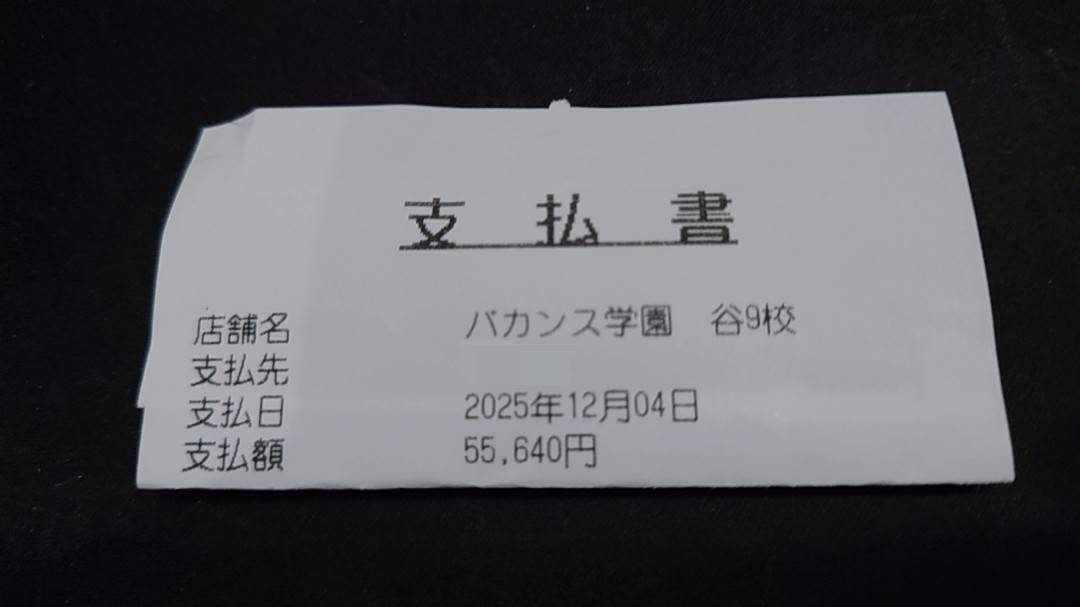 支払書
店舗名 バカンス学園 谷9校
支払先
支払日 2025年12月04日
支払額 55,640円